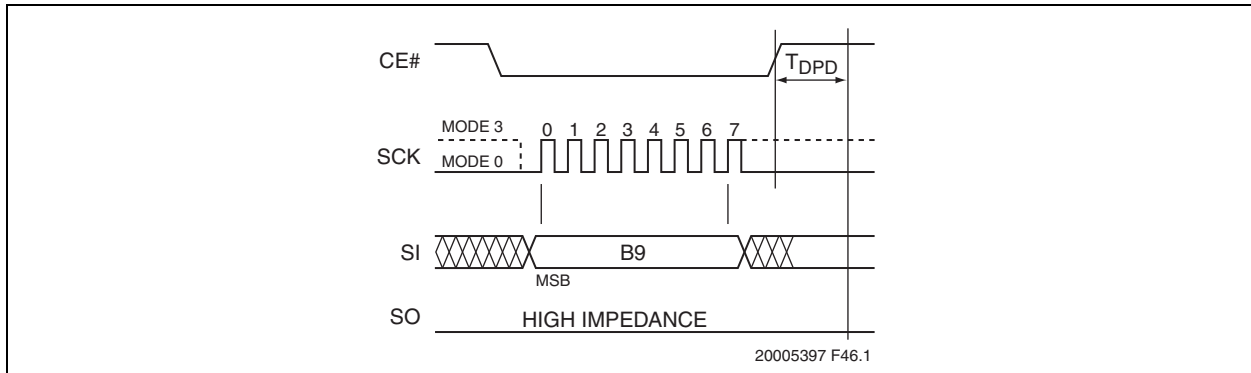 CE#
TDPD
MODE 3
0 1 2 3 4 5 6 7
SCK
MODE 0
SI
B9
MSB
SO
HIGH IMPEDANCE
20005397 F46.1